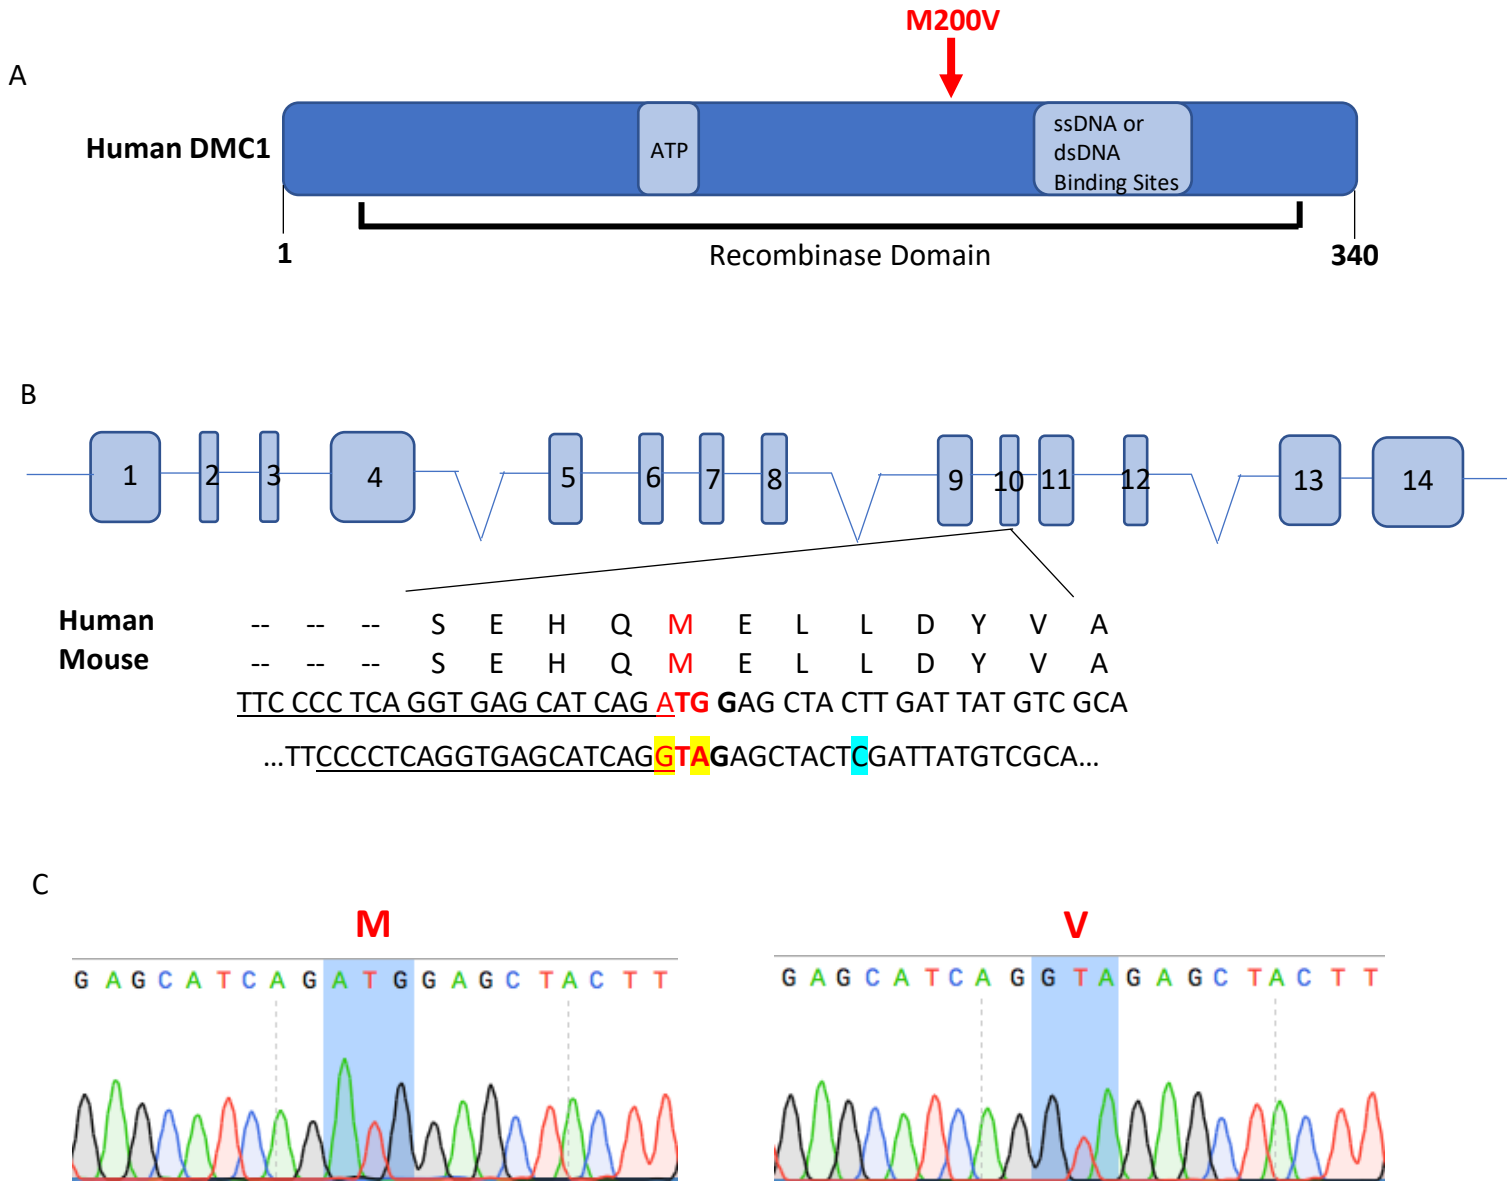 M200V
A
Human DMC1
ATP
ssDNA or
dsDNA
Binding Sites
1
Recombinase Domain
340
B
1 2 3 4 5 6 7 8 9 10 11 12 13 14
Human -- -- -- S E H Q M E L L D Y V A
Mouse -- -- -- S E H Q M E L L D Y V A
TTC CCC TCA GGT GAG CAT CAG ATG GAG CTA CTT GAT TAT GTC GCA
...TTCCCCTCAGGTGAGCATCAGGTAGAGCTACTCGATTATGTCGCA...
C
M
G A G C A T C A G A T G G A G C T A C T T
V
G A G C A T C A G G T A G A G C T A C T T